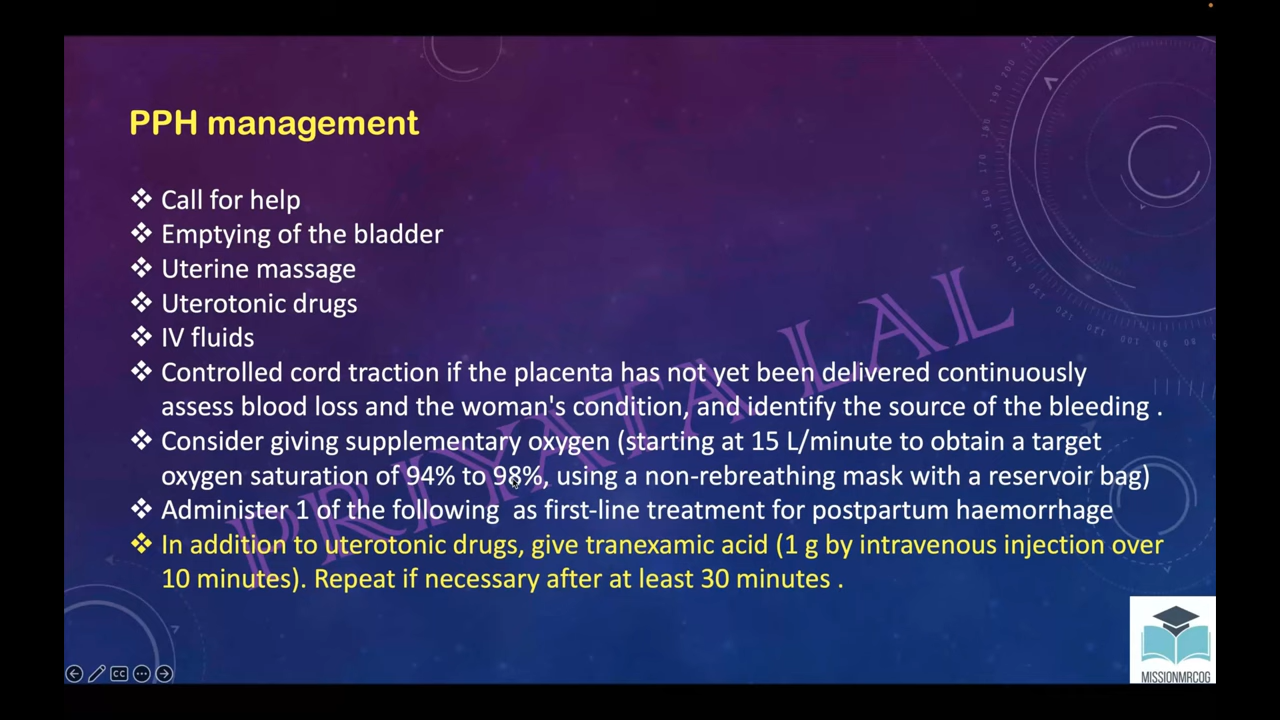 PPH management
❖ Call for help
❖ Emptying of the bladder
❖ Uterine massage
❖ Uterotonic drugs
❖ IV fluids
❖ Controlled cord traction if the placenta has not yet been delivered continuously
assess blood loss and the woman's condition, and identify the source of the bleeding .
❖ Consider giving supplementary oxygen (starting at 15 L/minute to obtain a target
oxygen saturation of 94% to 98%, using a non-rebreathing mask with a reservoir bag)
❖ Administer 1 of the following  as first-line treatment for postpartum haemorrhage
❖ In addition to uterotonic drugs, give tranexamic acid (1 g by intravenous injection over
10 minutes). Repeat if necessary after at least 30 minutes .
PRIYATA LAL
MISSIONMRCOG
CC